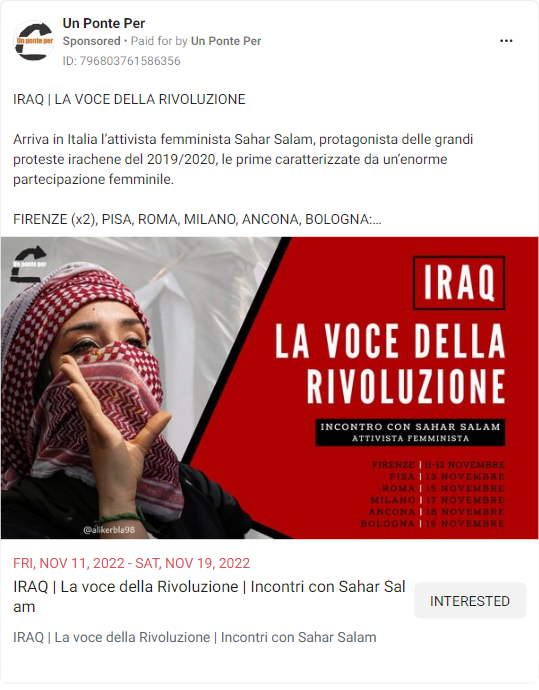 Un Ponte Per
Sponsored • Paid for by Un Ponte Per
ID: 796803761586356
IRAQ | LA VOCE DELLA RIVOLUZIONE
Arriva in Italia l'attivista femminista Sahar Salam, protagonista delle grandi
proteste irachene del 2019/2020, le prime caratterizzate da un'enorme
partecipazione femminile.
FIRENZE (x2), PISA, ROMA, MILANO, ANCONA, BOLOGNA:...
Un ponte per
IRAQ
LA VOCE DELLA
RIVOLUZIONE
INCONTRO CON SAHAR SALAM
ATTIVISTA FEMMINISTA
FIRENZE | 11-12 NOVEMBRE
PISA | 13 NOVEMBRE
ROMA | 15 NOVEMBRE
MILANO | 17 NOVEMBRE
ANCONA | 18 NOVEMBRE
BOLOGNA | 19 NOVEMBRE
@alikerbla98
FRI, NOV 11, 2022 - SAT, NOV 19, 2022
IRAQ | La voce della Rivoluzione | Incontri con Sahar Sal
am
INTERESTED
IRAQ | La voce della Rivoluzione | Incontri con Sahar Salam